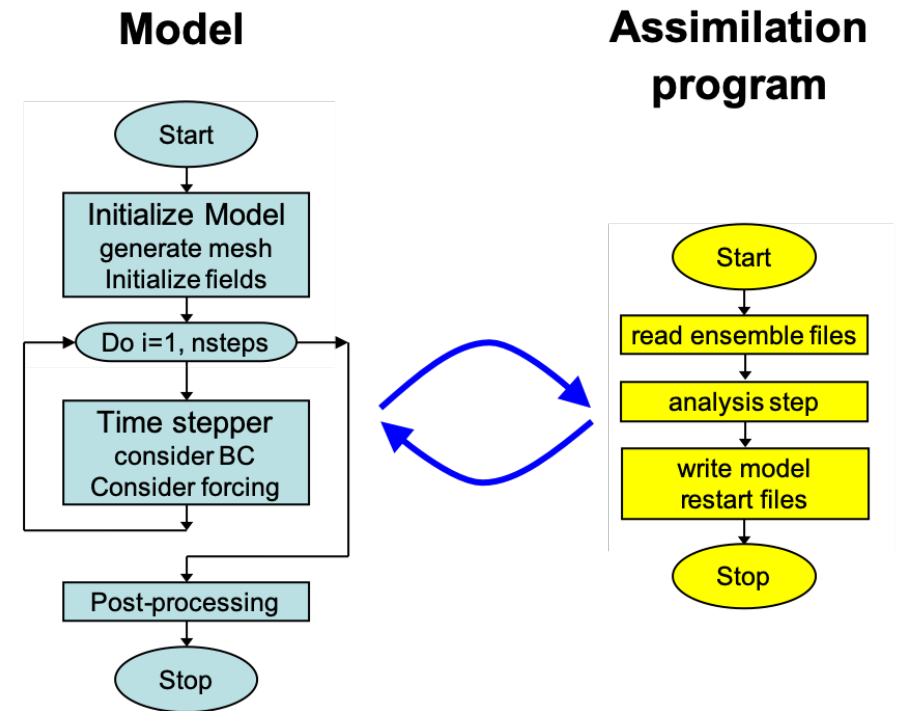 Model
Start
Initialize Model
generate mesh
Initialize fields
Do i=1, nsteps
Time stepper
consider BC
Consider forcing
Post-processing
Stop
Assimilation
program
Start
read ensemble files
analysis step
write model
restart files
Stop